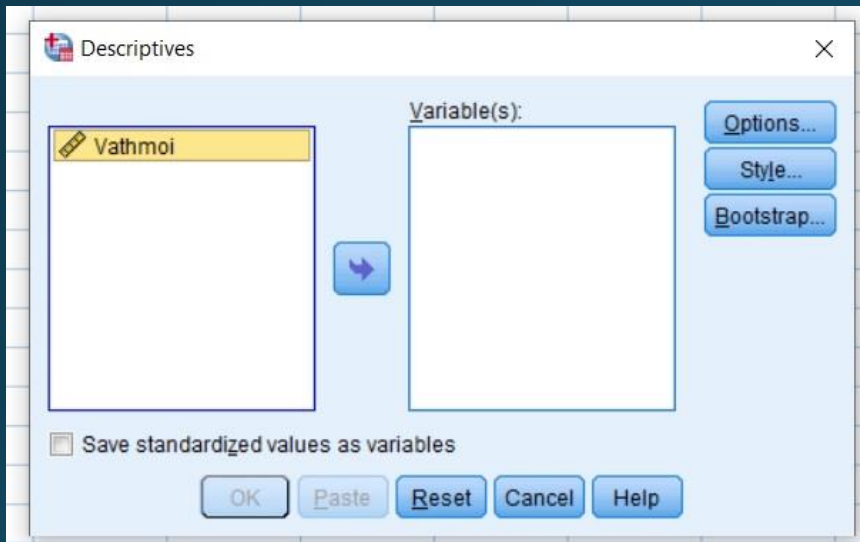 Descriptives
Variable(s):
Vathmoi
Options...
Style...
Bootstrap...
Save standardized values as variables
OK Paste Reset Cancel Help